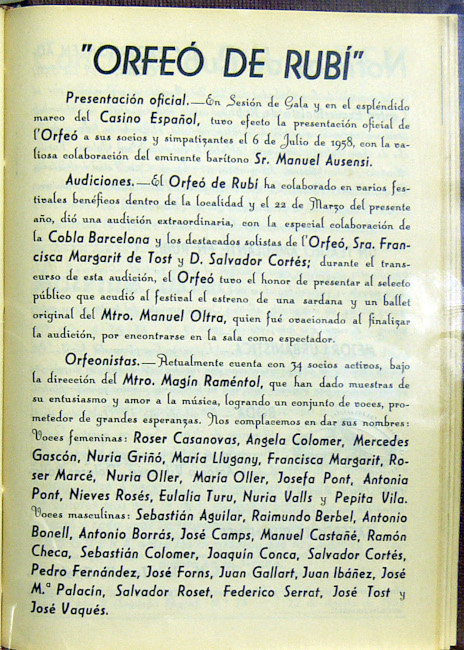 "ORFEÓ DE RUBÍ"
Presentación oficial.—En Sesión de Gala y en el espléndido
marco del Casino Español, tuvo efecto la presentación oficial de
l'Orfeó a sus socios y simpatizantes el 6 de Julio de 1958, con la va-
liosa colaboración del eminente barítono Sr. Manuel Ausensi.
Audiciones.—El Orfeó de Rubí ha colaborado en varios fes-
tivales benéficos dentro de la localidad y el 22 de Março del presente
año, dió una audición extraordinaria, con la especial colaboración de
la Cobla Barcelona y los destacados solistas de l'Orfeó, Sra. Fran-
cisca Margarit de Tost y D. Salvador Cortés; durante el trans-
curso de esta audición, el Orfeó tuvo el honor de presentar al selecto
público que acudió al festival el estreno de una sardana y un ballet
original del Mtro. Manuel Oltra, quien fué ovacionado al finalizar
la audición, por encontrarse en la sala como espectador.
Orfeonistas.—Actualmente cuenta con 34 socios activos, bajo
la dirección del Mtro. Magín Raméntol, que han dado muestras de
su entusiasmo y amor a la música, logrando un conjunto de voces, pro-
metedor de grandes esperanzas. Nos complacemos en dar sus nombres:
Voces femeninas: Roser Casanovas, Angela Colomer, Mercedes
Gascón, Nuria Griñó, María Llugany, Francisca Margarit, Ro-
ser Marcé, Nuria Oller, María Oller, Josefa Pont, Antonia
Pont, Nieves Rosés, Eulalia Turu, Nuria Valls y Pepita Vila.
Voces masculinas: Sebastián Aguilar, Raimundo Berbel, Antonio
Bonell, Antonio Borrás, José Camps, Manuel Castañé, Ramón
Checa, Sebastián Colomer, Joaquín Conca, Salvador Cortés,
Pedro Fernández, José Forns, Juan Gallart, Juan Ibáñez, José
M.ª Palacín, Salvador Roset, Federico Serrat, José Tost y
José Vaqués.